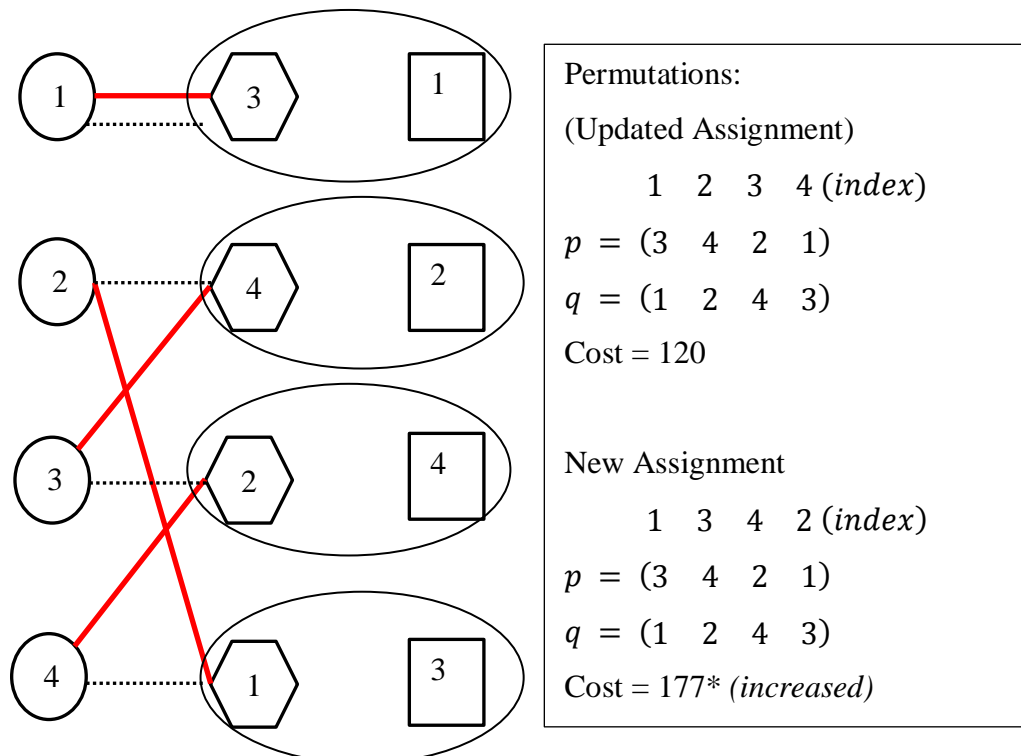 1 3 1
2 4 2
3 2 4
4 1 3
Permutations:
(Updated Assignment)
1 2 3 4 (index)
p = (3 4 2 1)
q = (1 2 4 3)
Cost = 120
New Assignment
1 3 4 2 (index)
p = (3 4 2 1)
q = (1 2 4 3)
Cost = 177* (increased)